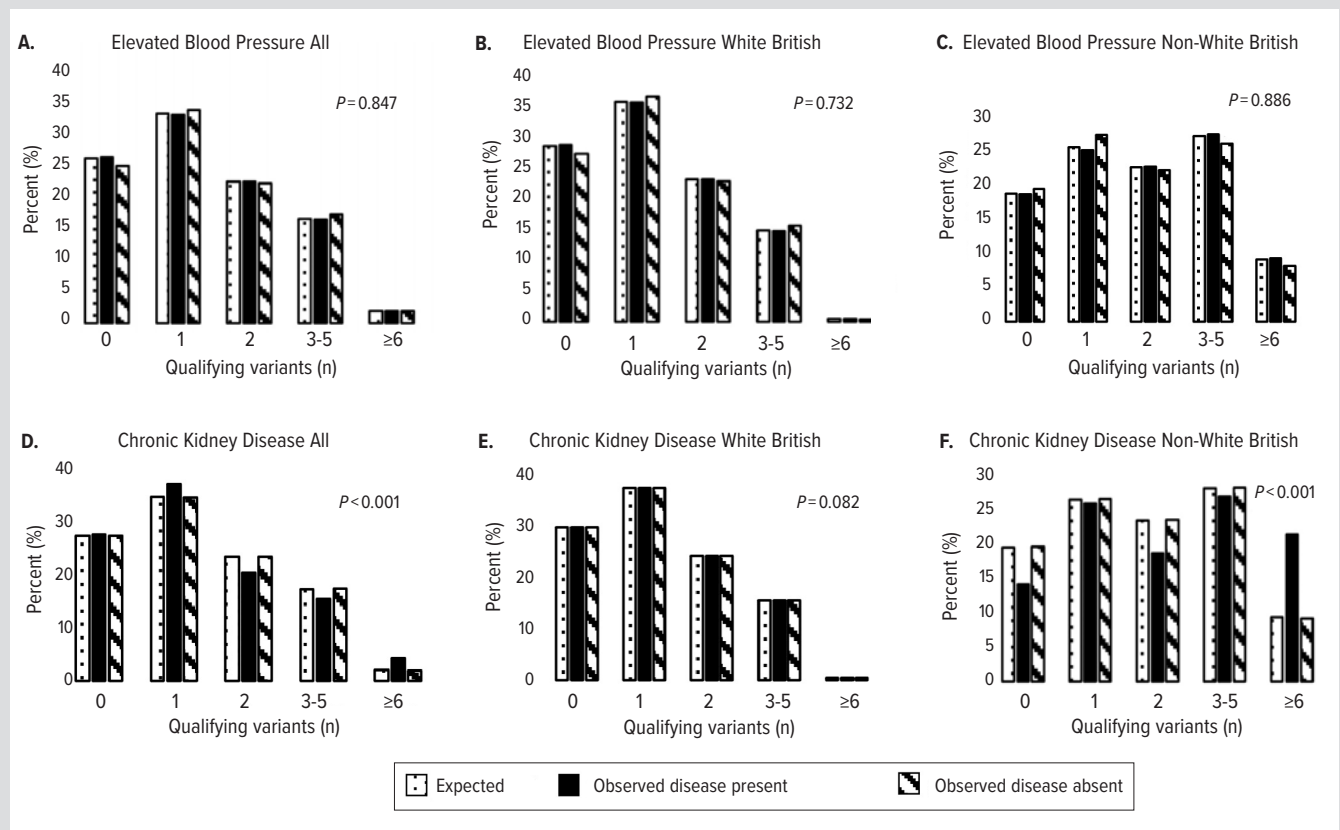 A. Elevated Blood Pressure All
40
35
30
25
20
15
10
5
0
Percent (%)
P=0.847
0 1 2 3-5 ≥6
Qualifying variants (n)
B. Elevated Blood Pressure White British
40
35
30
25
20
15
10
5
0
Percent (%)
P=0.732
0 1 2 3-5 ≥6
Qualifying variants (n)
C. Elevated Blood Pressure Non-White British
30
25
20
15
10
5
0
Percent (%)
P=0.886
0 1 2 3-5 ≥6
Qualifying variants (n)
D. Chronic Kidney Disease All
40
30
20
10
0
Percent (%)
P<0.001
0 1 2 3-5 ≥6
Qualifying variants (n)
E. Chronic Kidney Disease White British
40
30
20
10
0
Percent (%)
P=0.082
0 1 2 3-5 ≥6
Qualifying variants (n)
F. Chronic Kidney Disease Non-White British
30
25
20
15
10
5
0
Percent (%)
P<0.001
0 1 2 3-5 ≥6
Qualifying variants (n)
Expected Observed disease present Observed disease absent